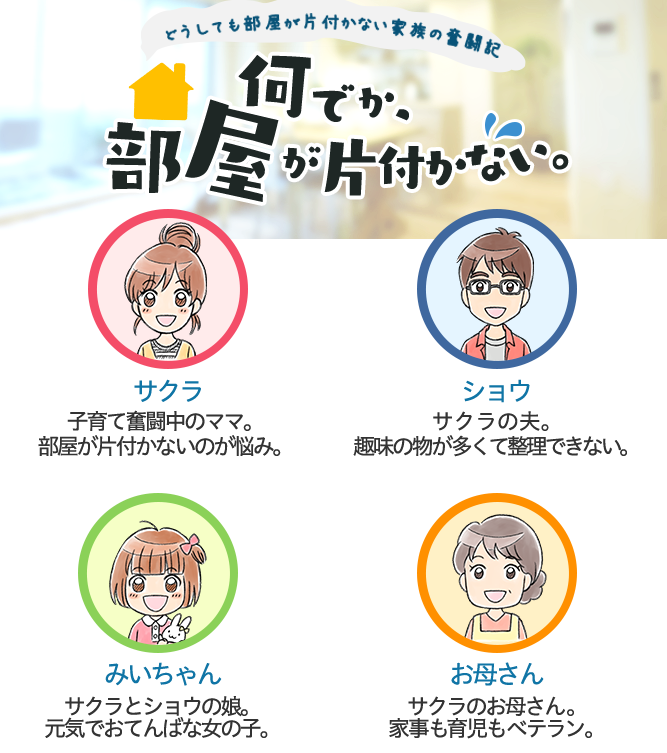 どうしても部屋が片付かない家族の奮闘記
何でか、
部屋が片付かない。
サクラ
子育て奮闘中のママ。
部屋が片付かないのが悩み。
ショウ
サクラの夫。
趣味の物が多くて整理できない。
みいちゃん
サクラとショウの娘。
元気でおてんばな女の子。
お母さん
サクラのお母さん。
家事も育児もベテラン。